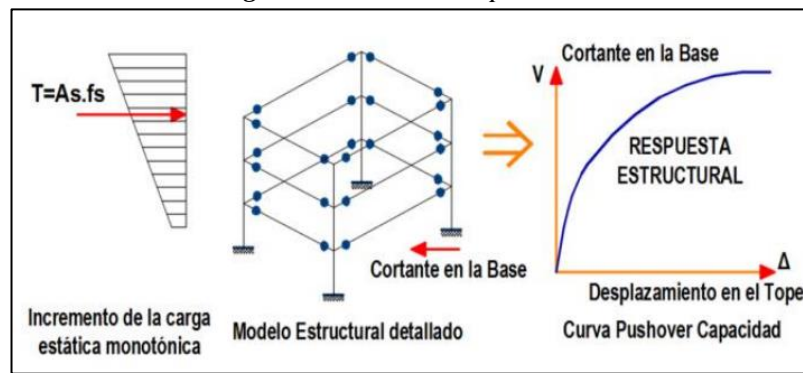 T=As.fs
Incremento de la carga
estática monotónica
Cortante en la Base
Modelo Estructural detallado
Cortante en la Base
V
RESPUESTA
ESTRUCTURAL
Δ
Desplazamiento en el Tope
Curva Pushover Capacidad